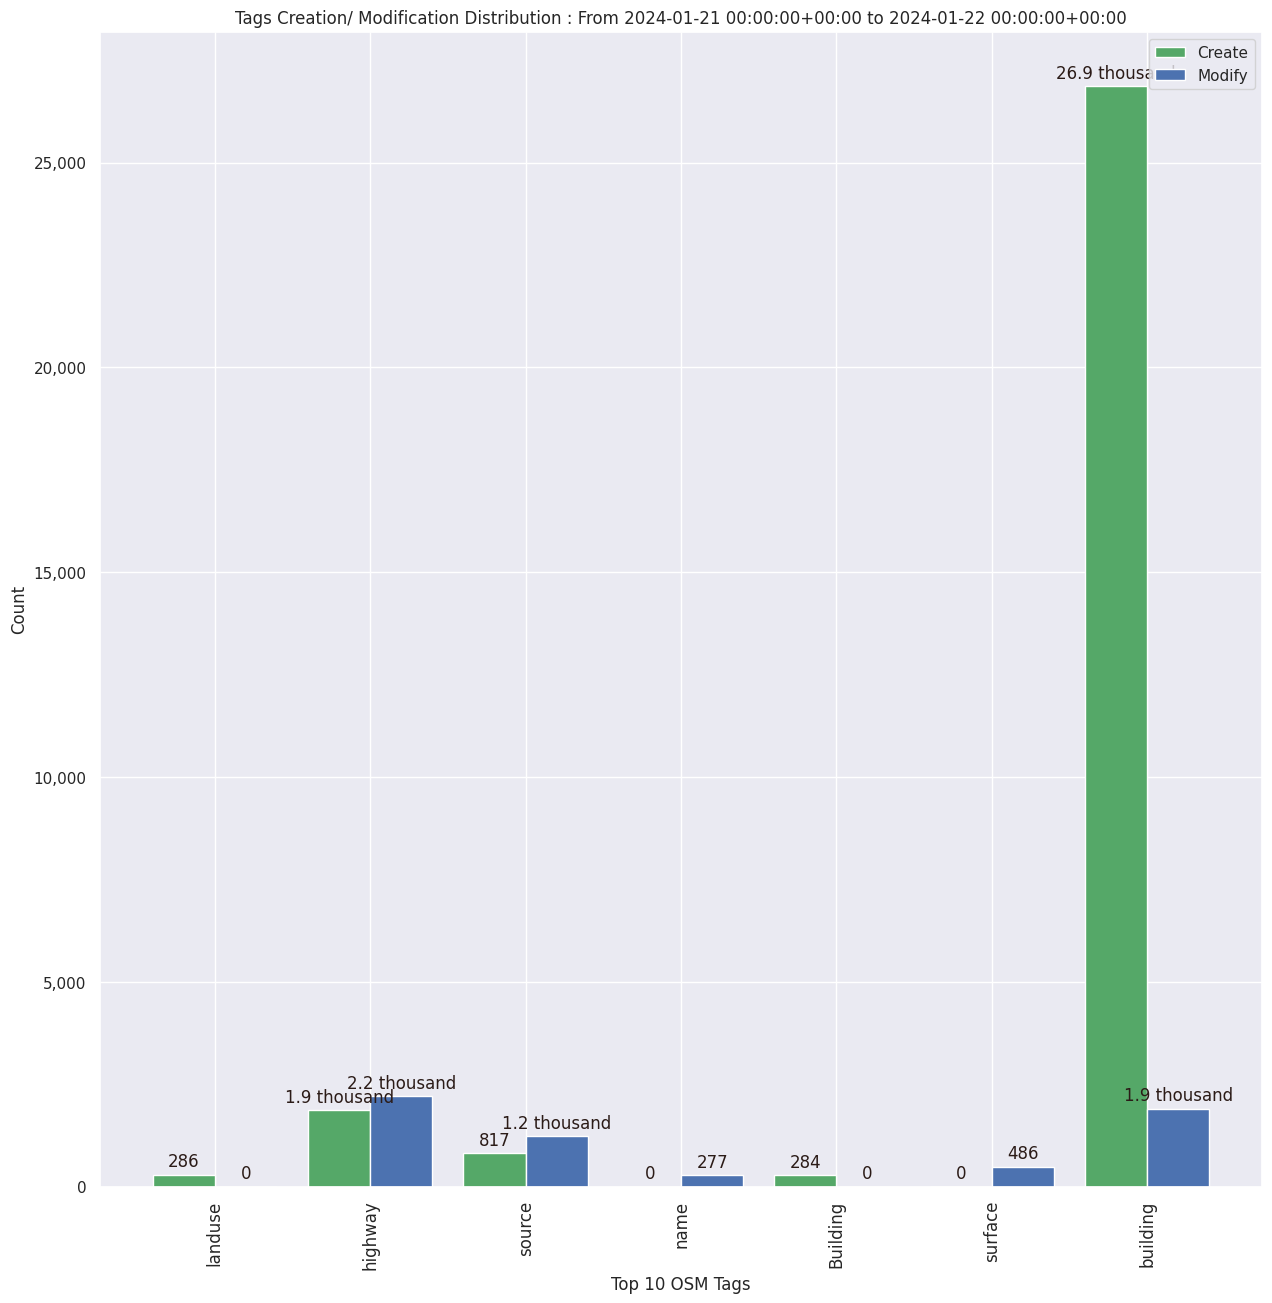 Tags Creation/ Modification Distribution : From 2024-01-21 00:00:00+00:00 to 2024-01-22 00:00:00+00:00
Create
Modify
26.9 thousand
25,000
20,000
15,000
10,000
5,000
0
Count
286
0
1.9 thousand
2.2 thousand
817
1.2 thousand
0
277
284
0
0
486
1.9 thousand
landuse
highway
source
name
Building
surface
building
Top 10 OSM Tags